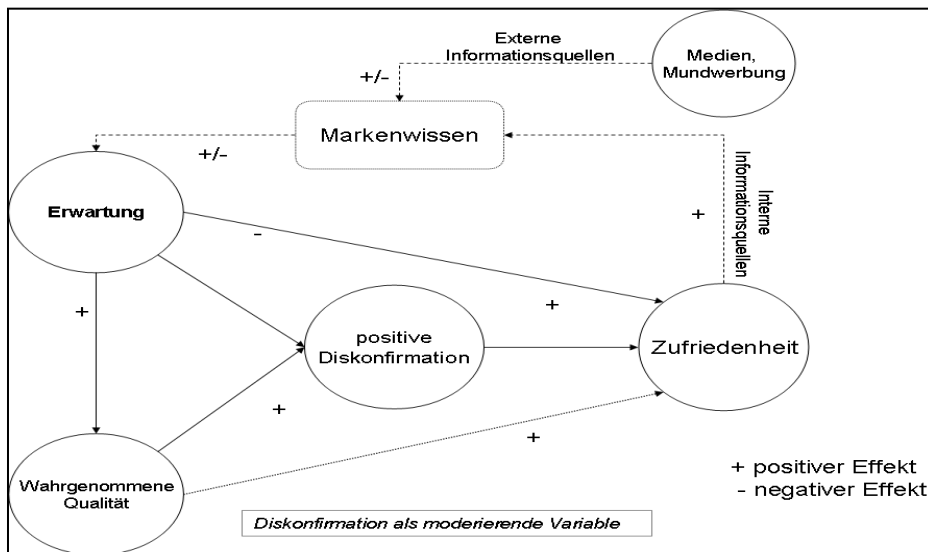 Externe
Informationsquellen
Medien,
Mundwerbung
+/-
Markenwissen
+/-
Interne
Informationsquellen
+
Erwartung
-
+
+
positive
Diskonfirmation
Zufriedenheit
+
+
Wahrgenommene
Qualität
+ positiver Effekt
- negativer Effekt
Diskonfirmation als moderierende Variable